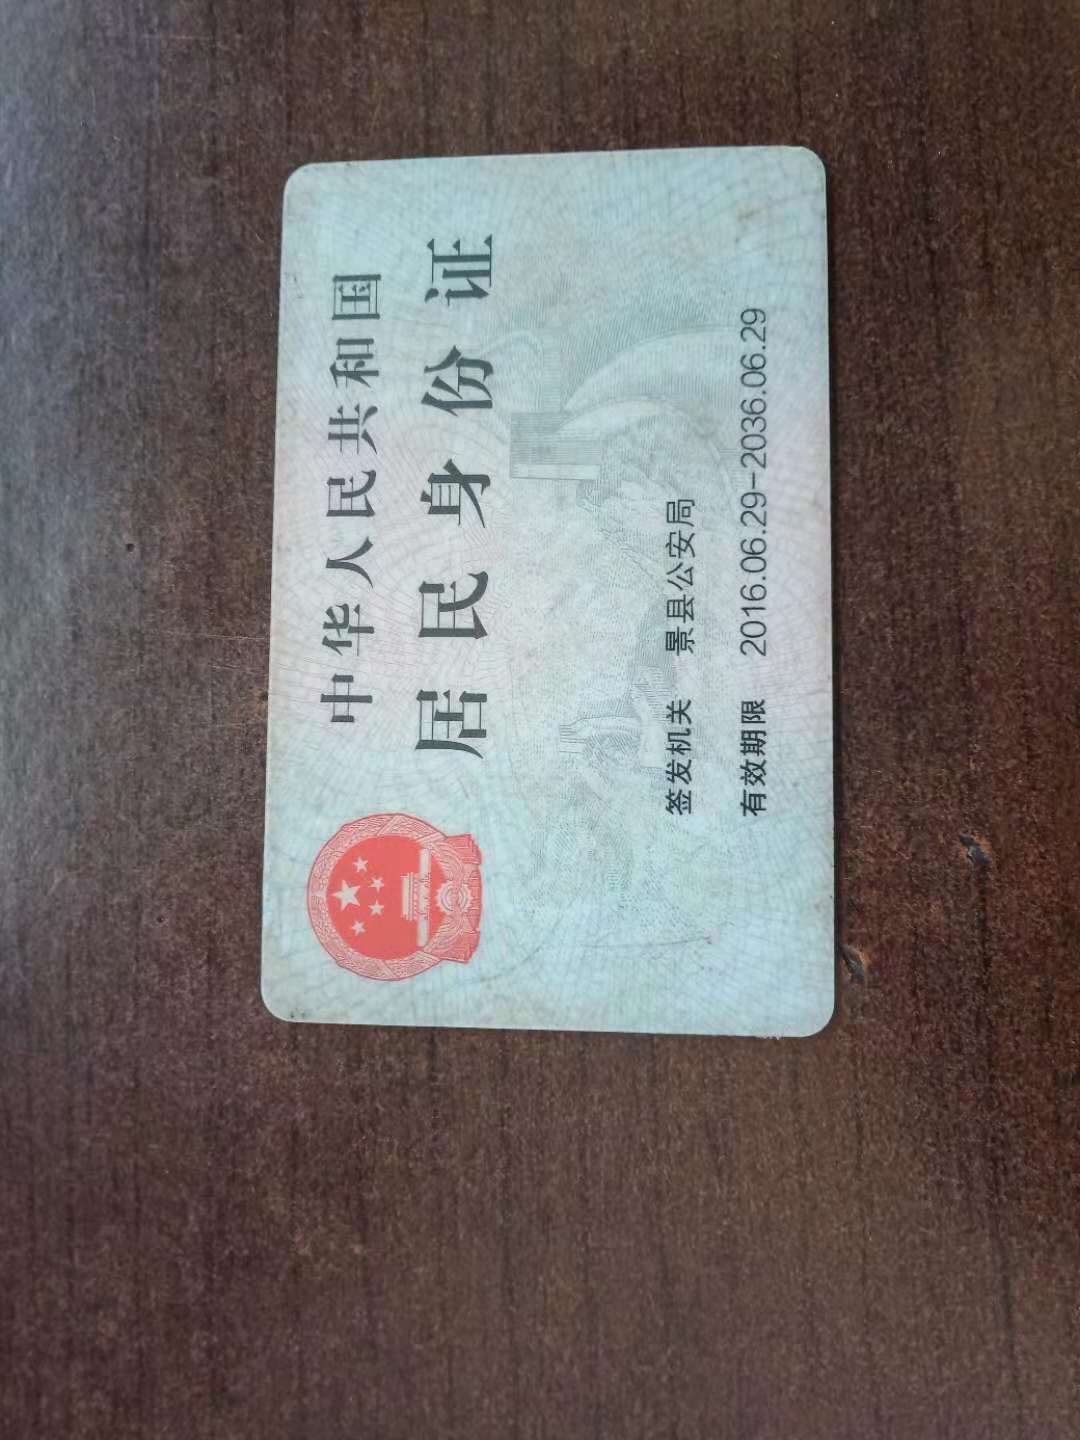 中华人民共和国
居民身份证
签发机关 景县公安局
有效期限 2016.06.29-2036.06.29